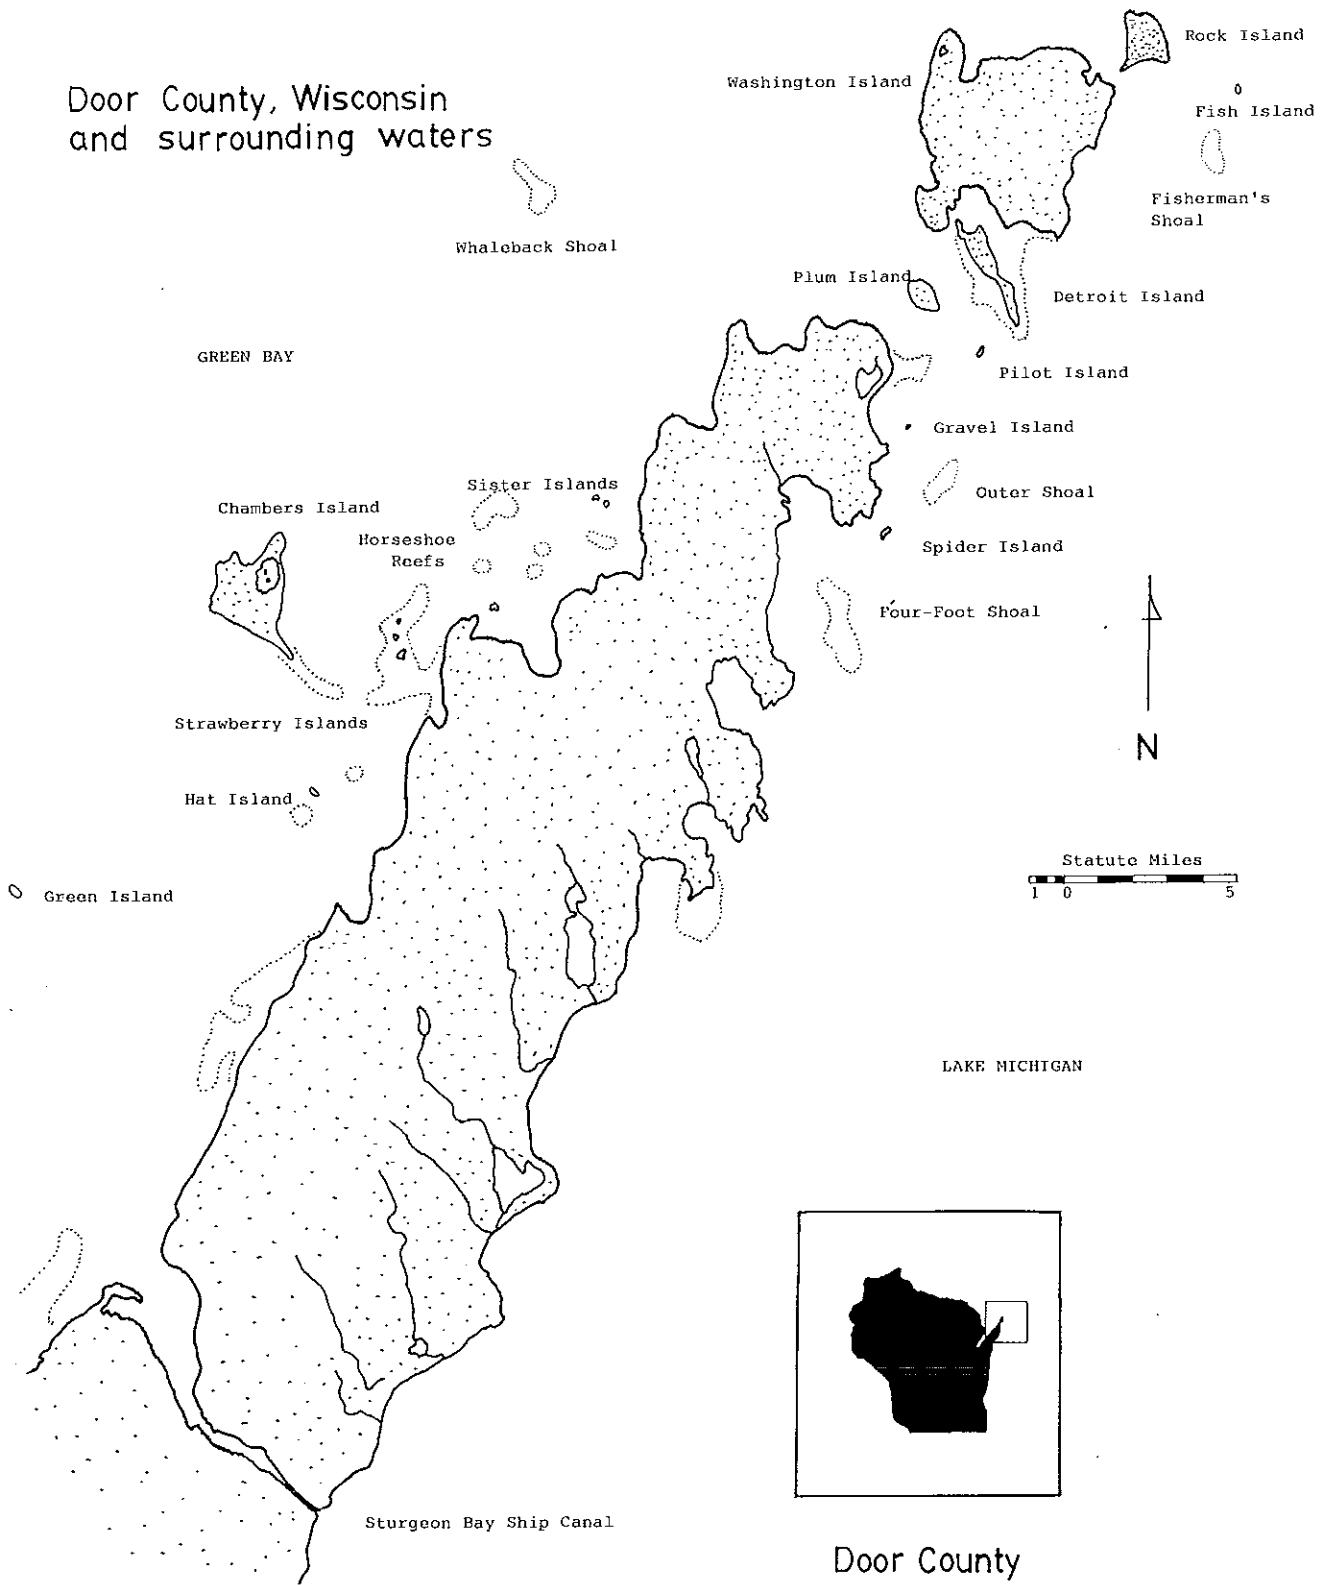 Door County, Wisconsin
and surrounding waters
Rock Island
Washington Island
Fish Island
Fisherman's
Shoal
Whaleback Shoal
Plum Island
Detroit Island
GREEN BAY
Pilot Island
Gravel Island
Sister Islands
Outer Shoal
Chambers Island
Horseshoe
Reefs
Spider Island
Four-Foot Shoal
Strawberry Islands
N
Hat Island
Statute Miles
1 0 5
Green Island
LAKE MICHIGAN
Sturgeon Bay Ship Canal
Door County